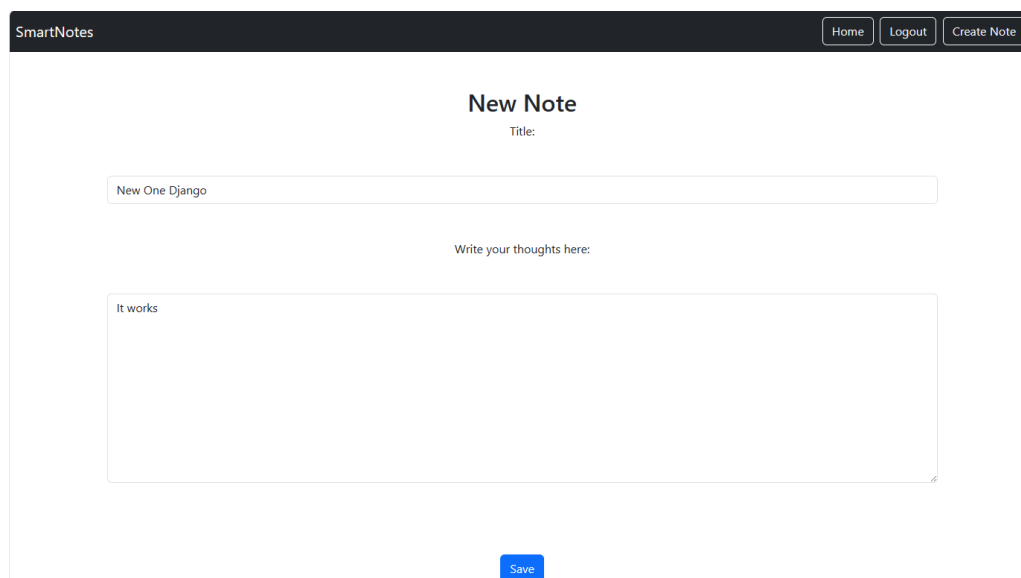 SmartNotes Home Logout Create Note
New Note
Title:
New One Django
Write your thoughts here:
It works
Save